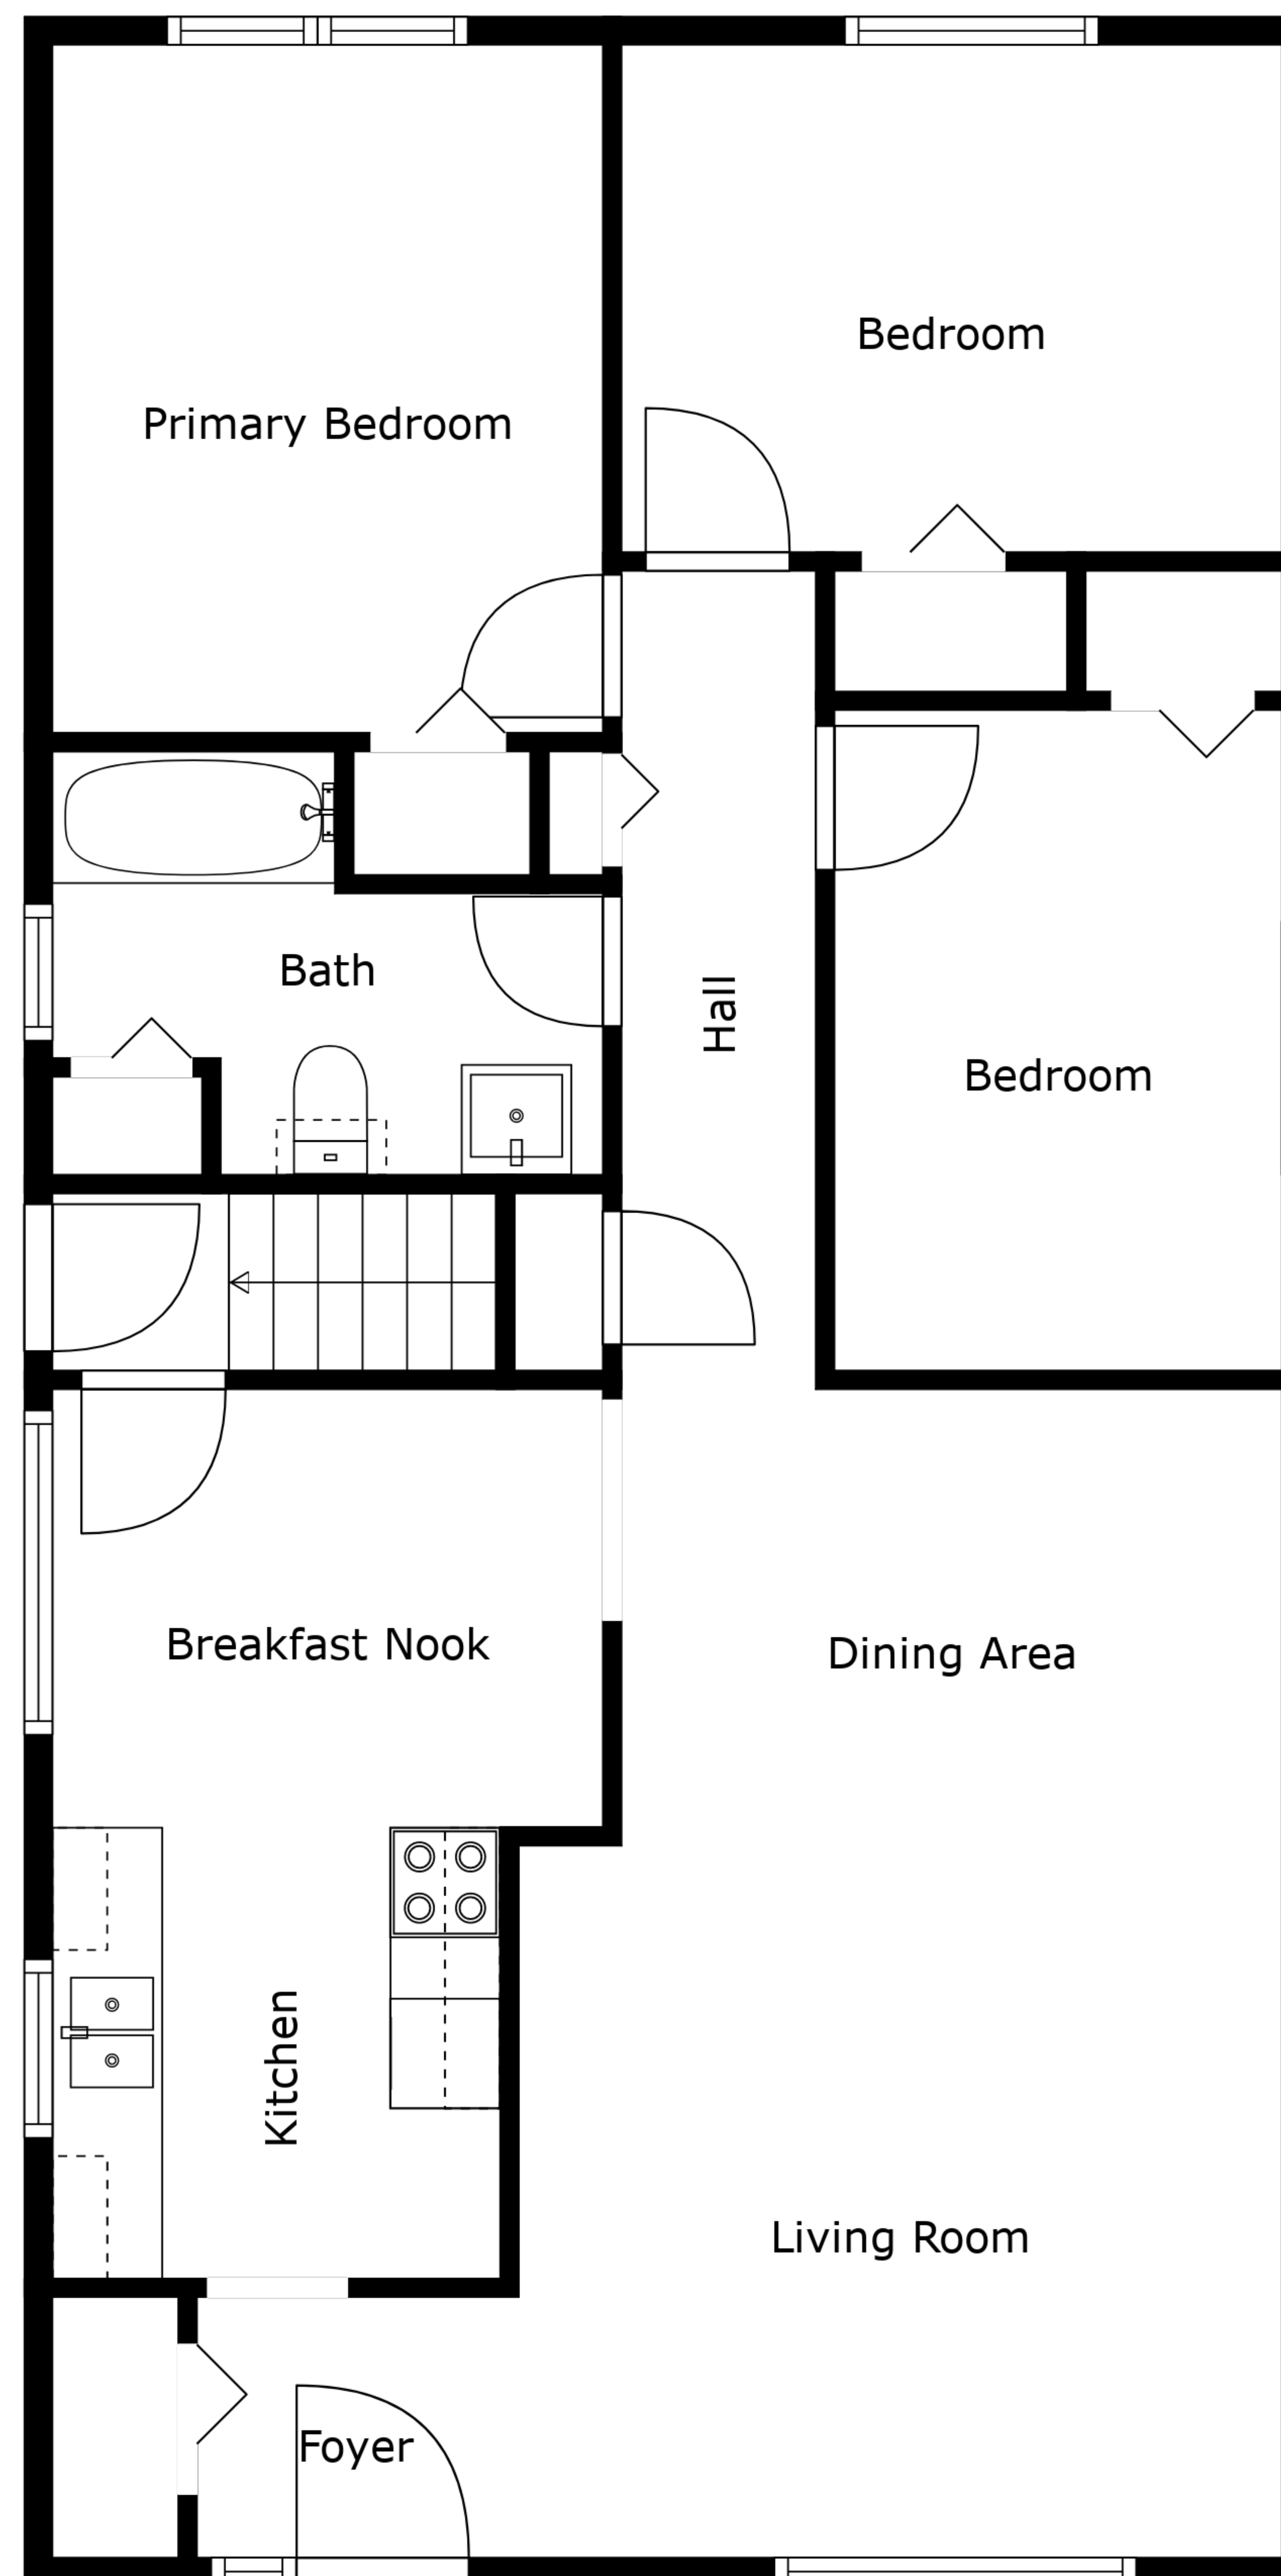 Bedroom
Primary Bedroom
Bath
Hall
Bedroom
Breakfast Nook
Dining Area
Kitchen
Living Room
Foyer